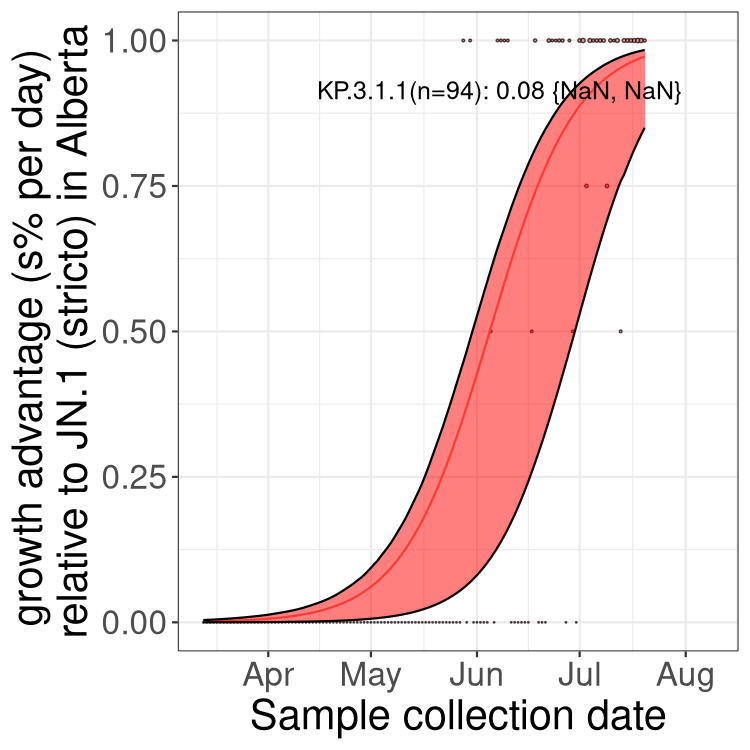 growth advantage (s% per day)
relative to JN.1 (stricto) in Alberta
1.00
0.75
0.50
0.25
0.00
KP.3.1.1(n=94): 0.08 {NaN, NaN}
Apr May Jun Jul Aug
Sample collection date